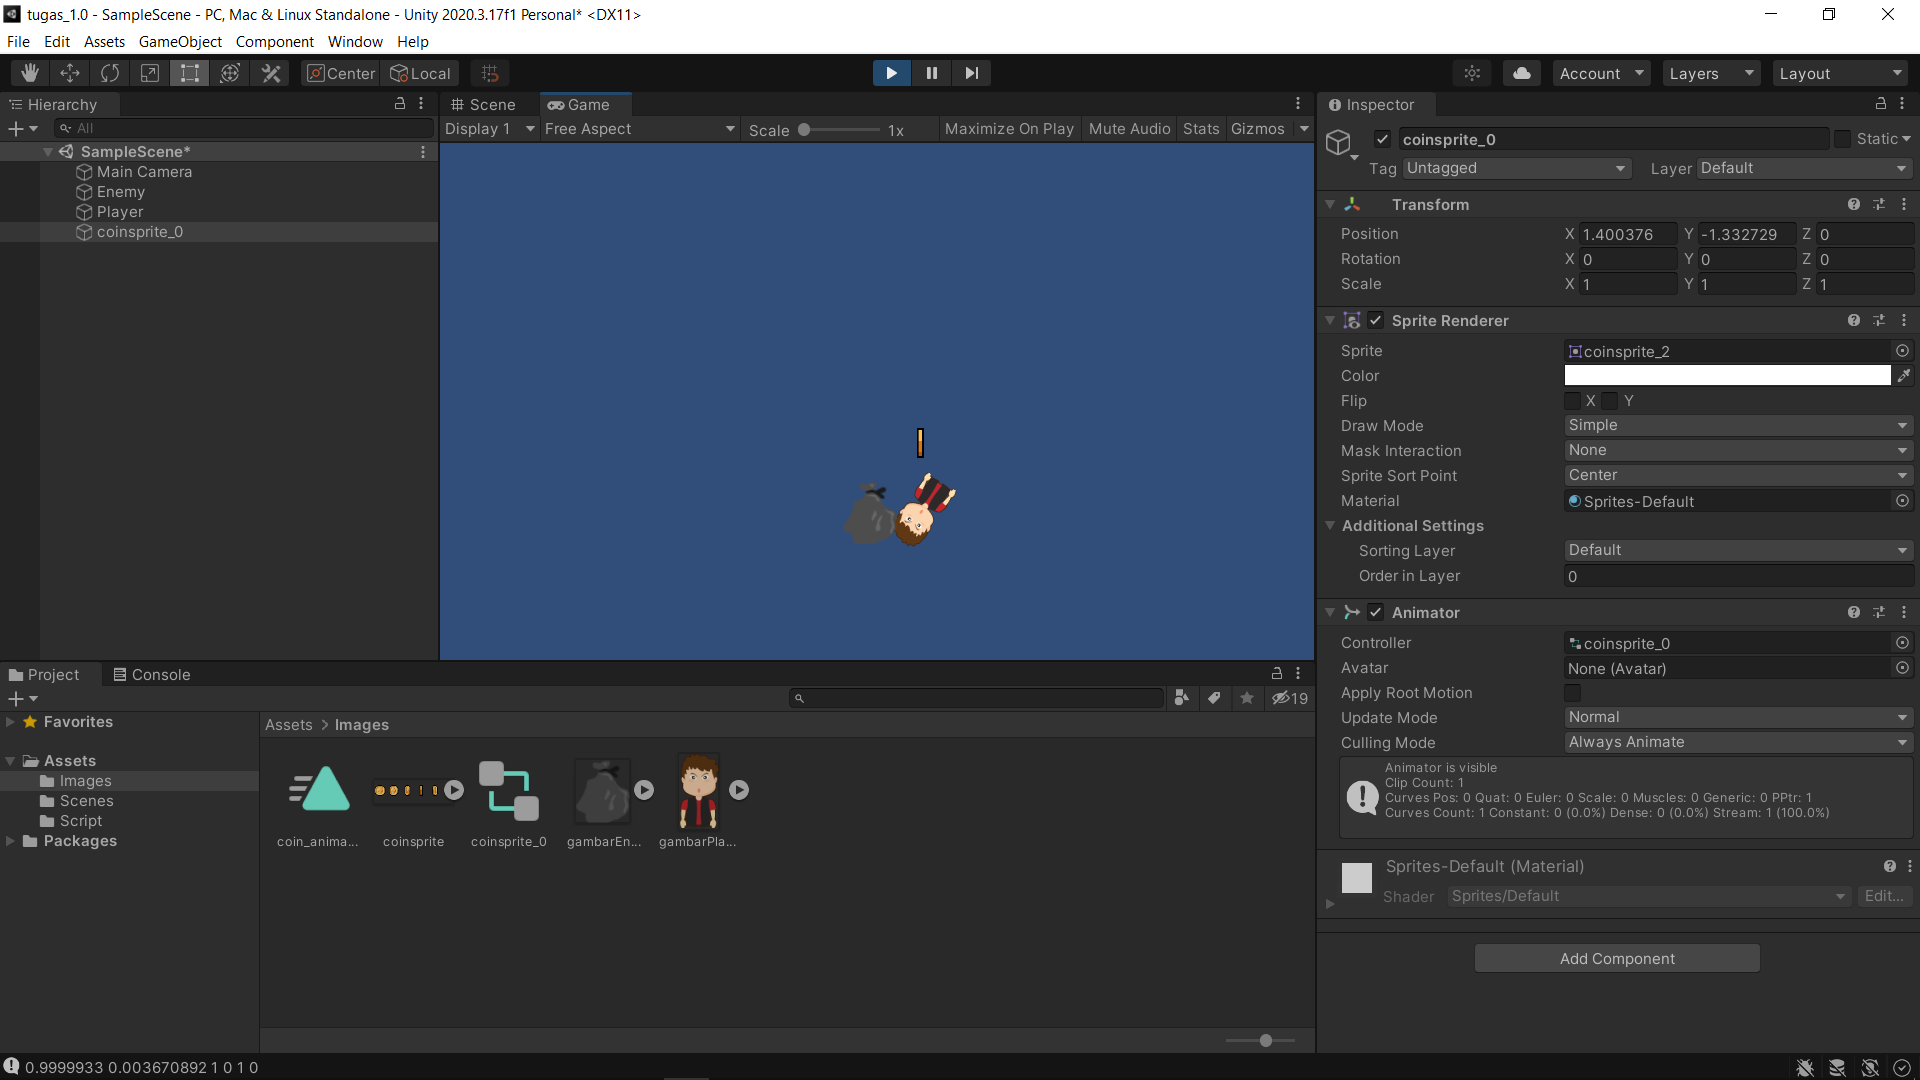 tugas_1.0 - SampleScene - PC, Mac & Linux Standalone - Unity 2020.3.17f1 Personal* <DX11>
File Edit Assets GameObject Component Window Help
Center Local Account Layers Layout
Hierarchy
All
SampleScene*
Main Camera
Enemy
Player
coinsprite_0
Scene Game
Display 1 Free Aspect Scale 1x Maximize On Play Mute Audio Stats Gizmos
Inspector
coinsprite_0 Static
Tag Untagged Layer Default
Transform
Position X 1.400376 Y -1.332729 Z 0
Rotation X 0 Y 0 Z 0
Scale X 1 Y 1 Z 1
Sprite Renderer
Sprite coinsprite_2
Color
Flip X Y
Draw Mode Simple
Mask Interaction None
Sprite Sort Point Center
Material Sprites-Default
Additional Settings
Sorting Layer Default
Order in Layer 0
Animator
Controller coinsprite_0
Avatar None (Avatar)
Apply Root Motion
Update Mode Normal
Culling Mode Always Animate
Animator is visible
Clip Count: 1
Curves Pos: 0 Quat: 0 Euler: 0 Scale: 0 Muscles: 0 Generic: 0 PPtr: 1
Curves Count: 1 Constant: 0 (0.0%) Dense: 0 (0.0%) Stream: 1 (100.0%)
Sprites-Default (Material)
Shader Sprites/Default Edit...
Add Component
Project Console
19
Favorites
Assets
Images
Scenes
Script
Packages
Assets > Images
coin_anima... coinsprite coinsprite_0 gambarEn... gambarPla...
0.9999933 0.003670892 1 0 1 0